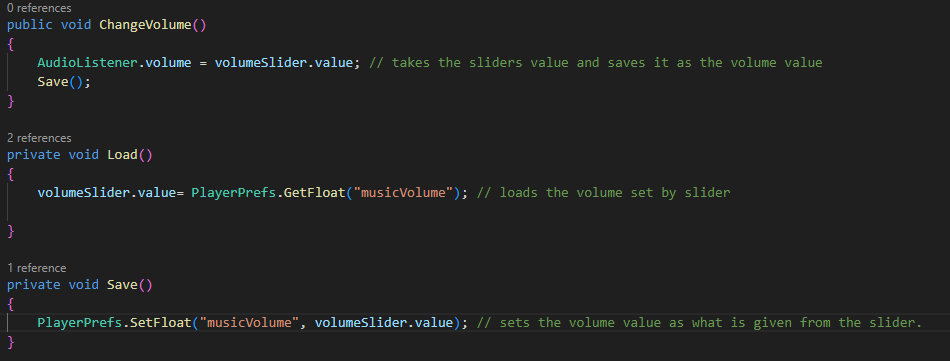 0 references
public void ChangeVolume()
{
AudioListener.volume = volumeSlider.value; // takes the sliders value and saves it as the volume value
Save();
}
2 references
private void Load()
{
volumeSlider.value= PlayerPrefs.GetFloat("musicVolume"); // loads the volume set by slider
}
1 reference
private void Save()
{
PlayerPrefs.SetFloat("musicVolume", volumeSlider.value); // sets the volume value as what is given from the slider.
}